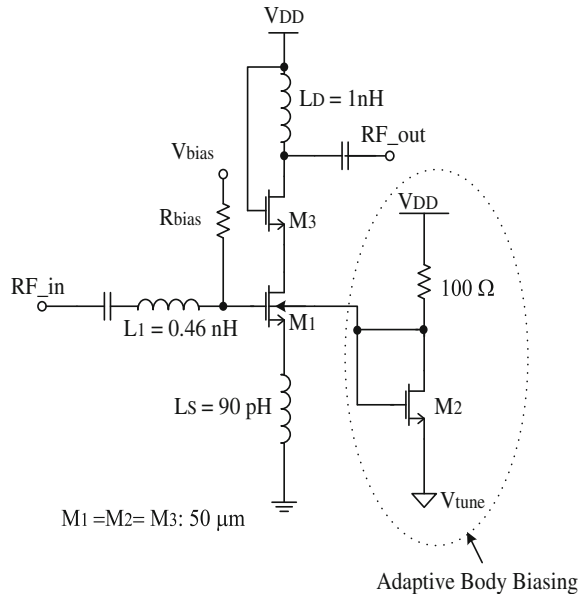 VDD
LD = 1nH
RF_out
Vbias
Rbias
M3
VDD
100 Ω
RF_in
L1 = 0.46 nH
M1
M2
LS = 90 pH
Vtune
M1 =M2= M3: 50 μm
Adaptive Body Biasing